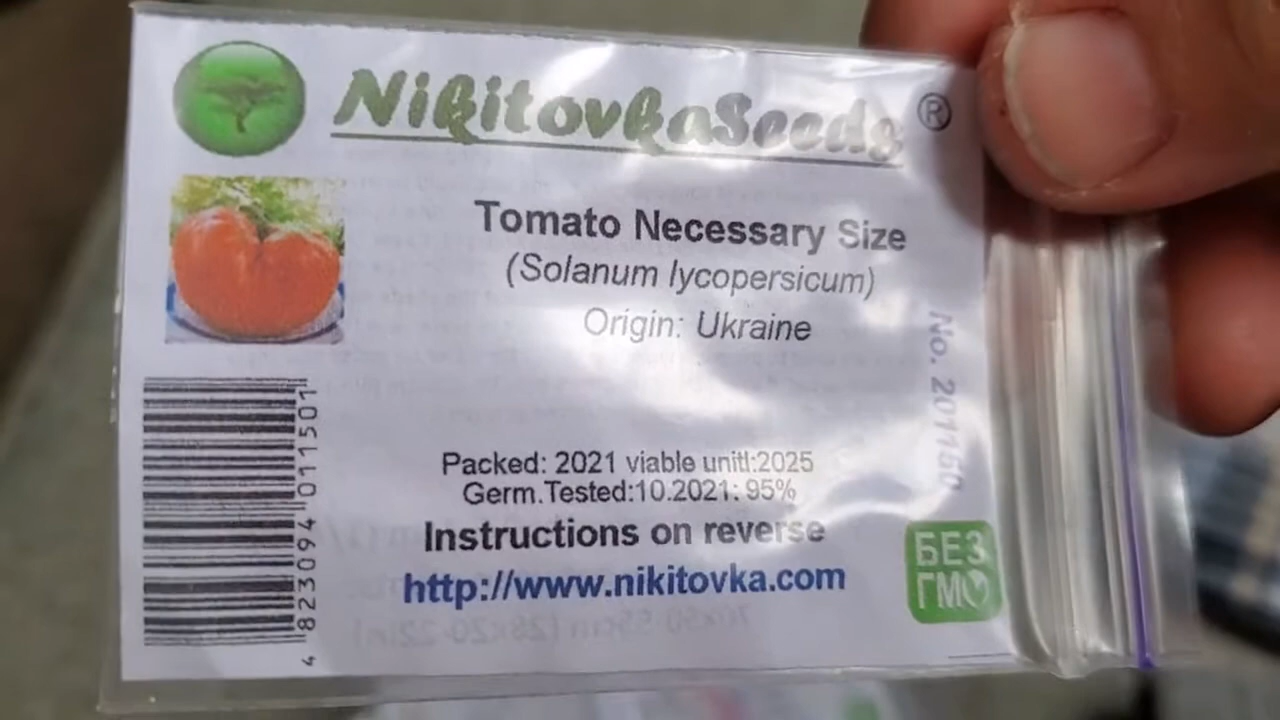 NikitovkaSeeds ®
Tomato Necessary Size
(Solanum lycopersicum)
Origin: Ukraine
No. 201150
Packed: 2021 viable unitl:2025
Germ.Tested:10.2021: 95%
Instructions on reverse
http://www.nikitovka.com
4 823094 011501
БЕЗ
ГМО